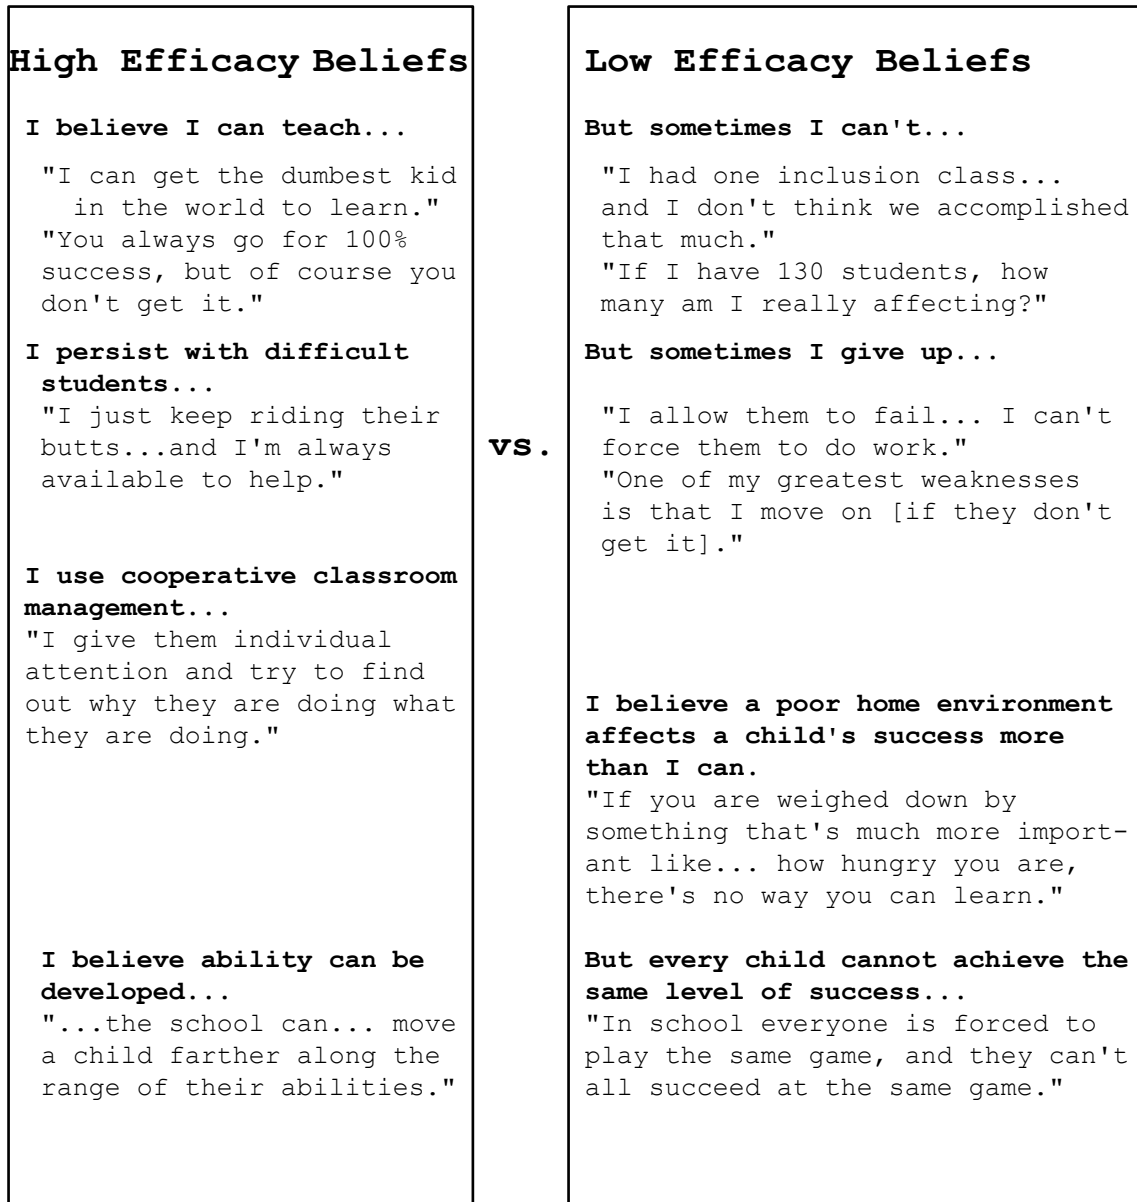 High Efficacy Beliefs
I believe I can teach...
"I can get the dumbest kid
in the world to learn."
"You always go for 100%
success, but of course you
don't get it."
I persist with difficult
students...
"I just keep riding their
butts...and I'm always
available to help."
I use cooperative classroom
management...
"I give them individual
attention and try to find
out why they are doing what
they are doing."
I believe ability can be
developed...
"...the school can... move
a child farther along the
range of their abilities."
vs.
Low Efficacy Beliefs
But sometimes I can't...
"I had one inclusion class...
and I don't think we accomplished
that much."
"If I have 130 students, how
many am I really affecting?"
But sometimes I give up...
"I allow them to fail... I can't
force them to do work."
"One of my greatest weaknesses
is that I move on [if they don't
get it]."
I believe a poor home environment
affects a child's success more
than I can.
"If you are weighed down by
something that's much more import-
ant like... how hungry you are,
there's no way you can learn."
But every child cannot achieve the
same level of success...
"In school everyone is forced to
play the same game, and they can't
all succeed at the same game."